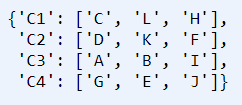 {'C1': ['C', 'L', 'H'],
 'C2': ['D', 'K', 'F'],
 'C3': ['A', 'B', 'I'],
 'C4': ['G', 'E', 'J']}